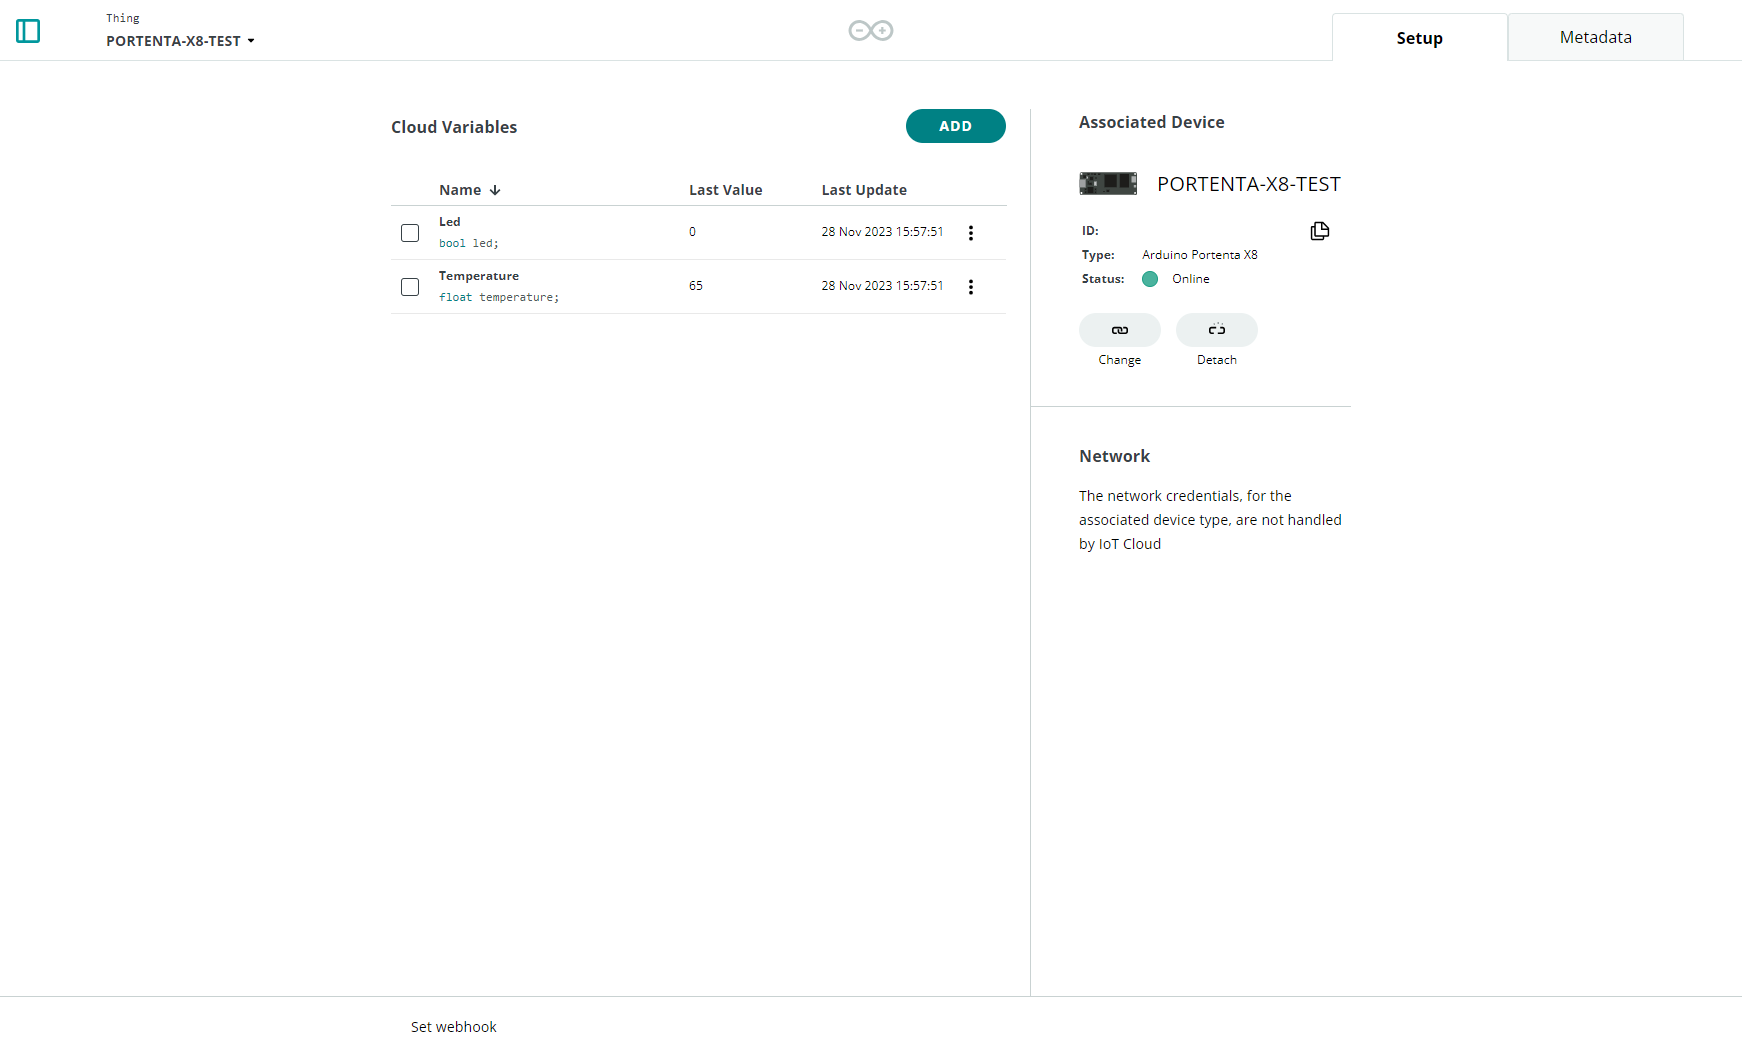 Thing
PORTENTA-X8-TEST
Setup
Metadata
Cloud Variables
ADD
Name Last Value Last Update
Led
bool led;
0
28 Nov 2023 15:57:51
Temperature
float temperature;
65
28 Nov 2023 15:57:51
Associated Device
PORTENTA-X8-TEST
ID:
Type: Arduino Portenta X8
Status: Online
Change Detach
Network
The network credentials, for the
associated device type, are not handled
by IoT Cloud
Set webhook